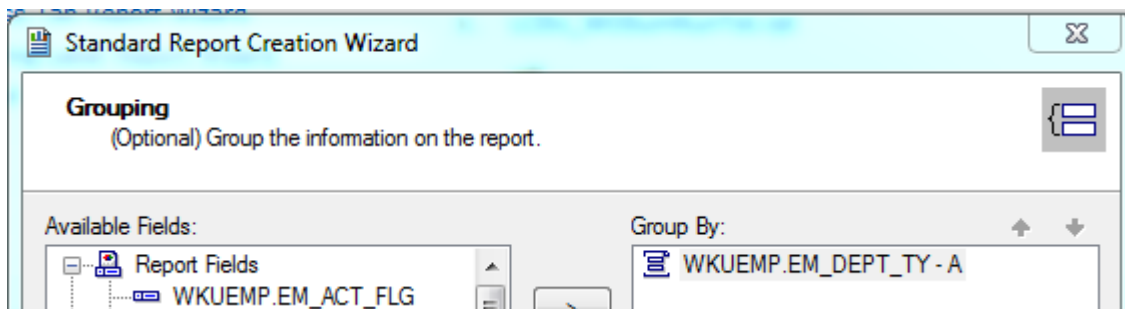 Standard Report Creation Wizard
Grouping
(Optional) Group the information on the report.
Available Fields:
Group By:
Report Fields
WKUEMP.EM_DEPT_TY - A
WKUEMP.EM_ACT_FLG
>